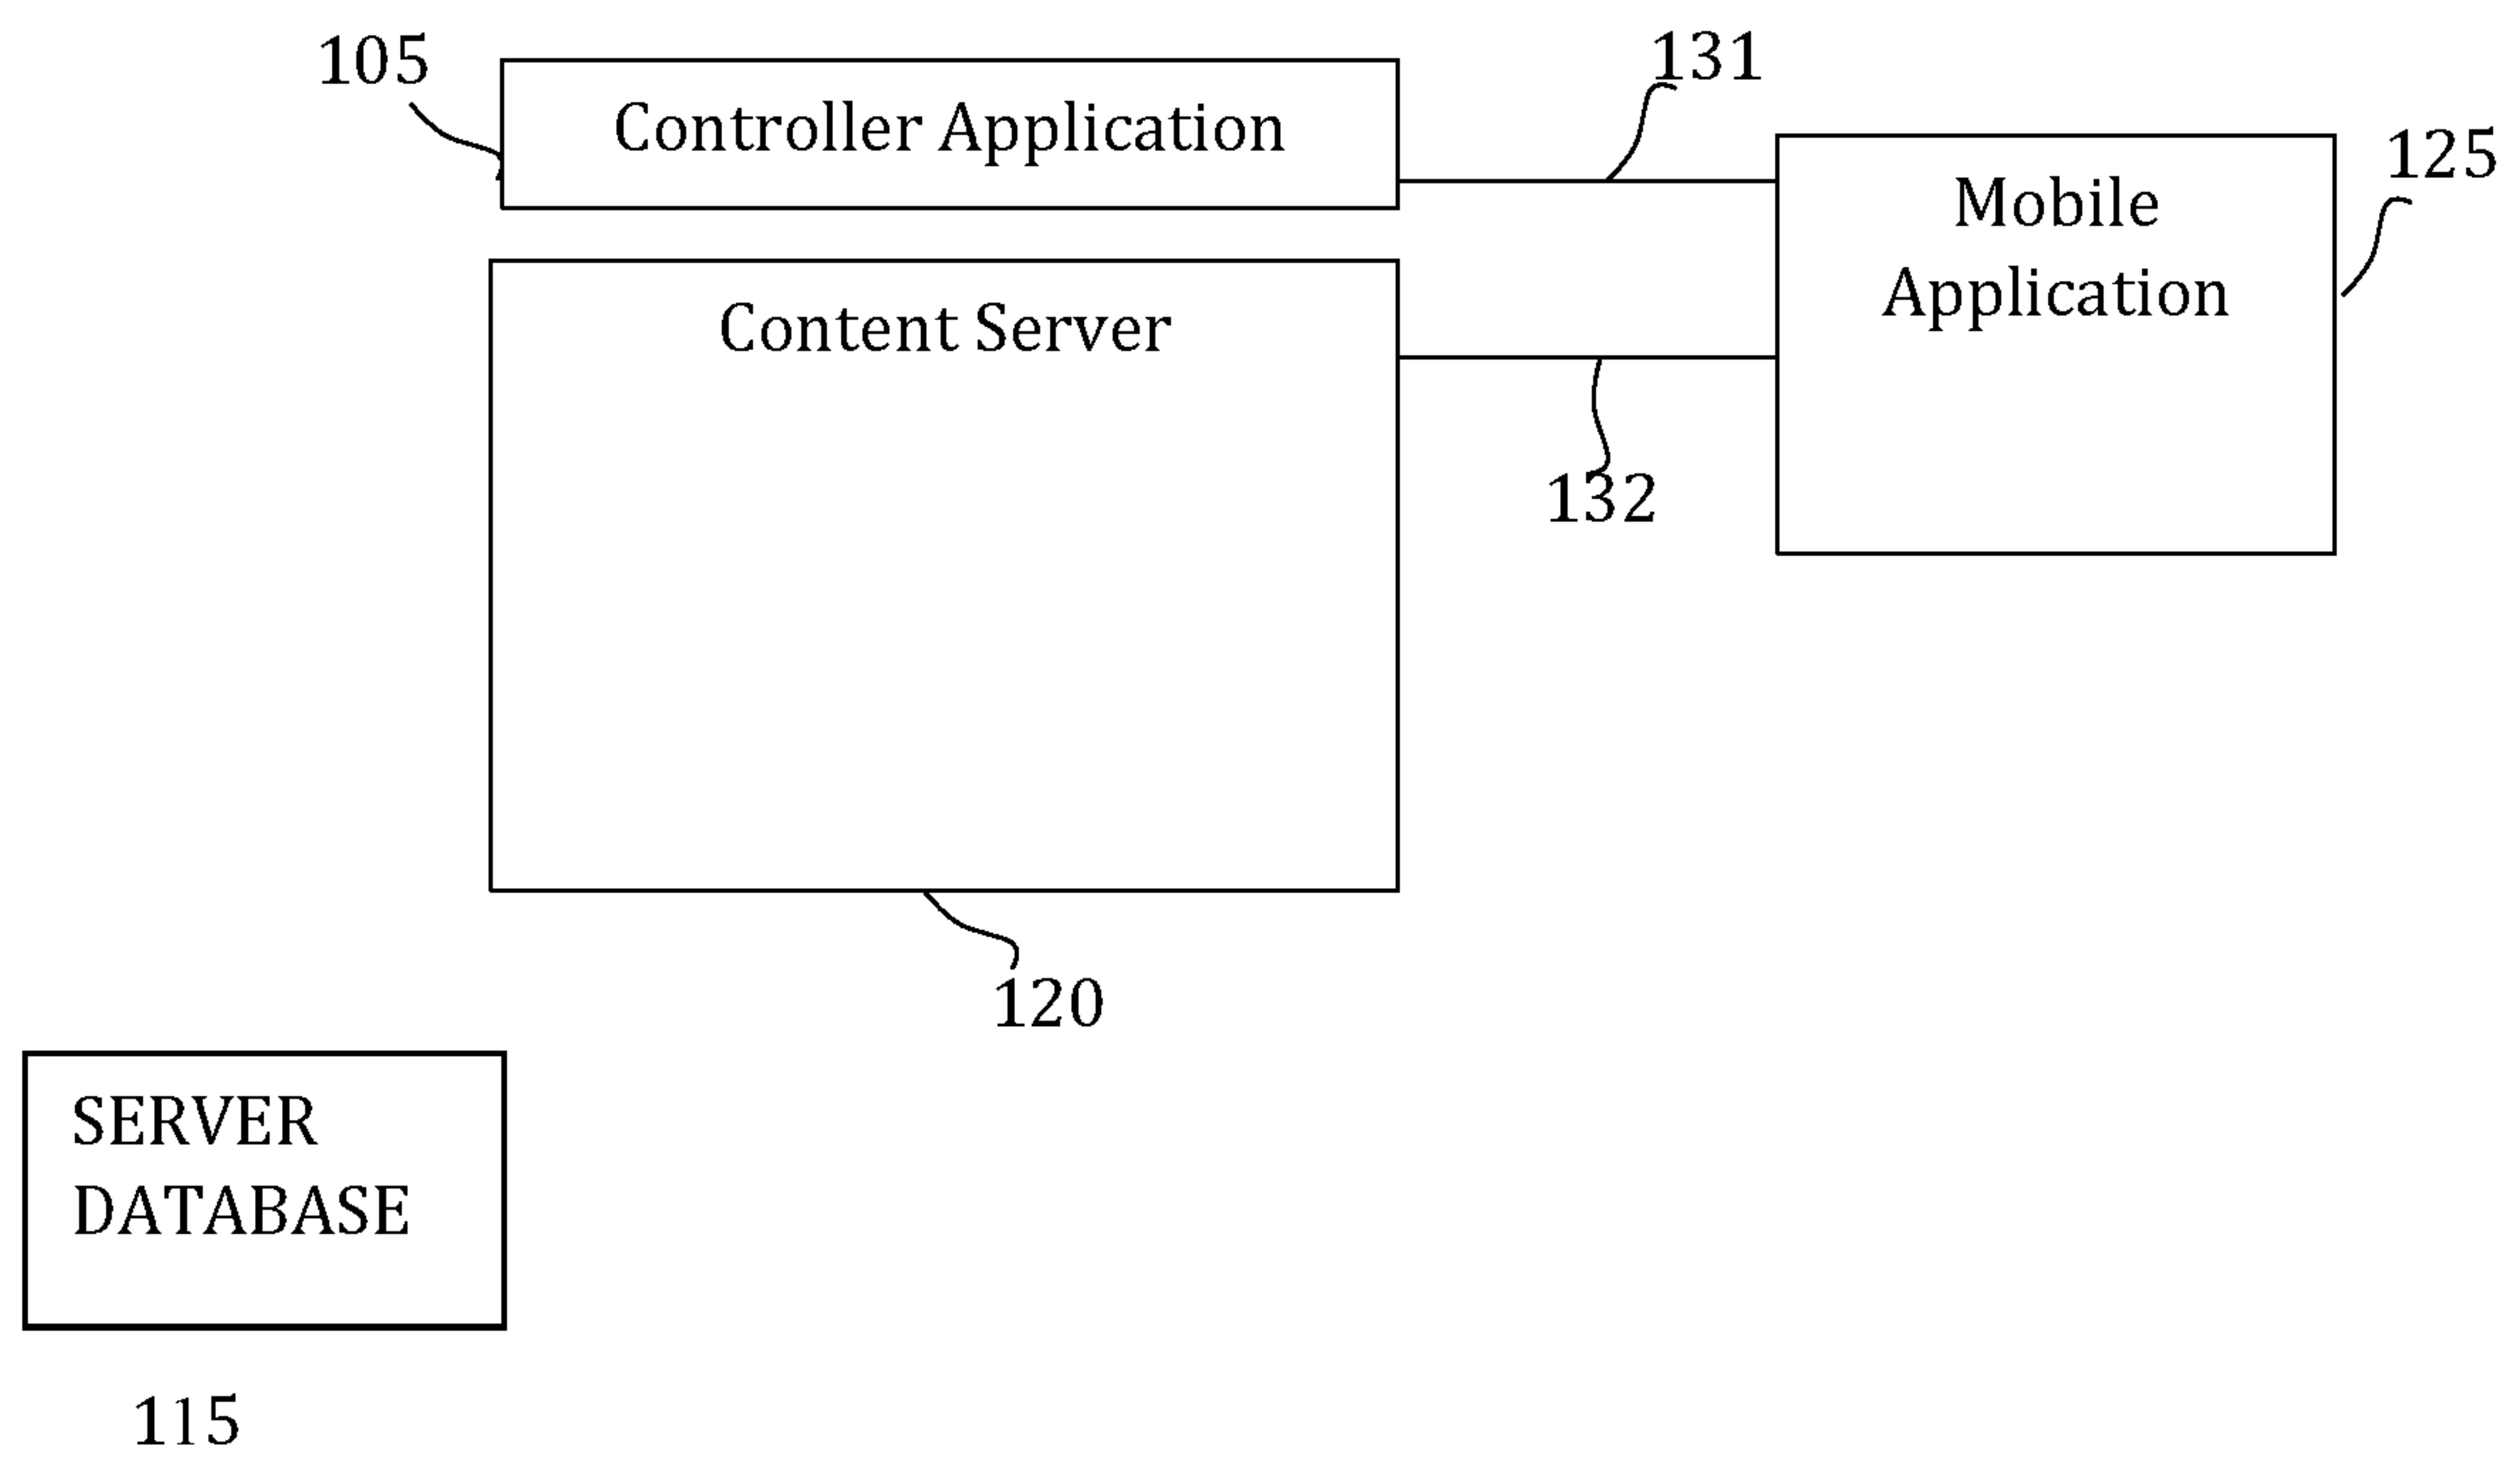 105
Controller Application
131
125
Mobile
Application
Content Server
132
120
SERVER
DATABASE
115